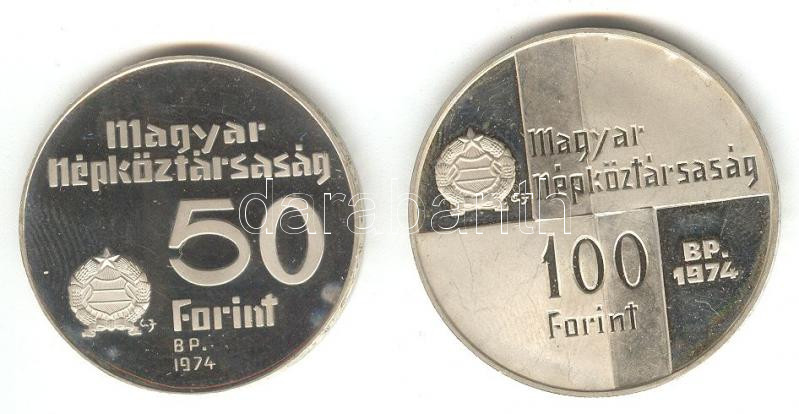 Magyar
Népköztársaság
50
Forint
BP.
1974
Magyar
Népköztársaság
100
Forint
BP.
1974
darabanth